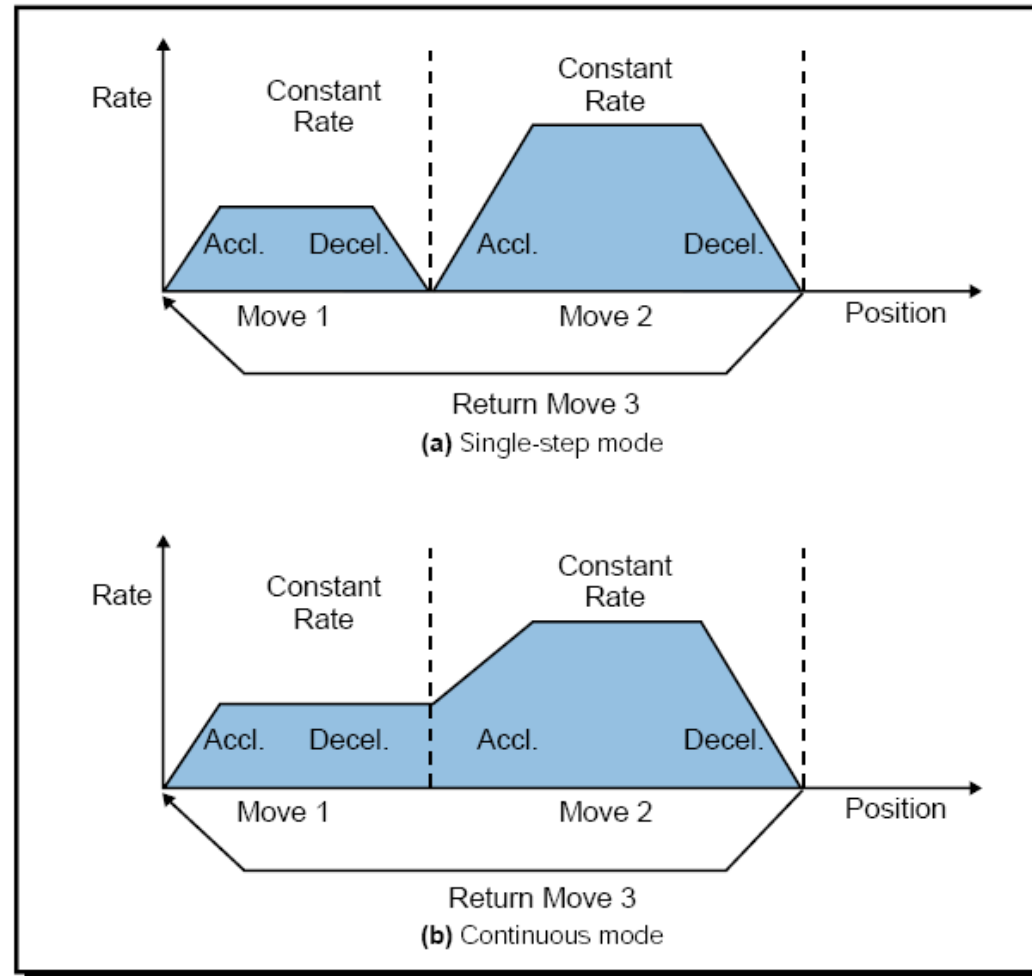 Rate
Constant
Rate
Constant
Rate
Accl.
Decel.
Accl.
Decel.
Move 1
Move 2
Position
Return Move 3
(a) Single-step mode
Rate
Constant
Rate
Constant
Rate
Accl.
Decel.
Accl.
Decel.
Move 1
Move 2
Position
Return Move 3
(b) Continuous mode